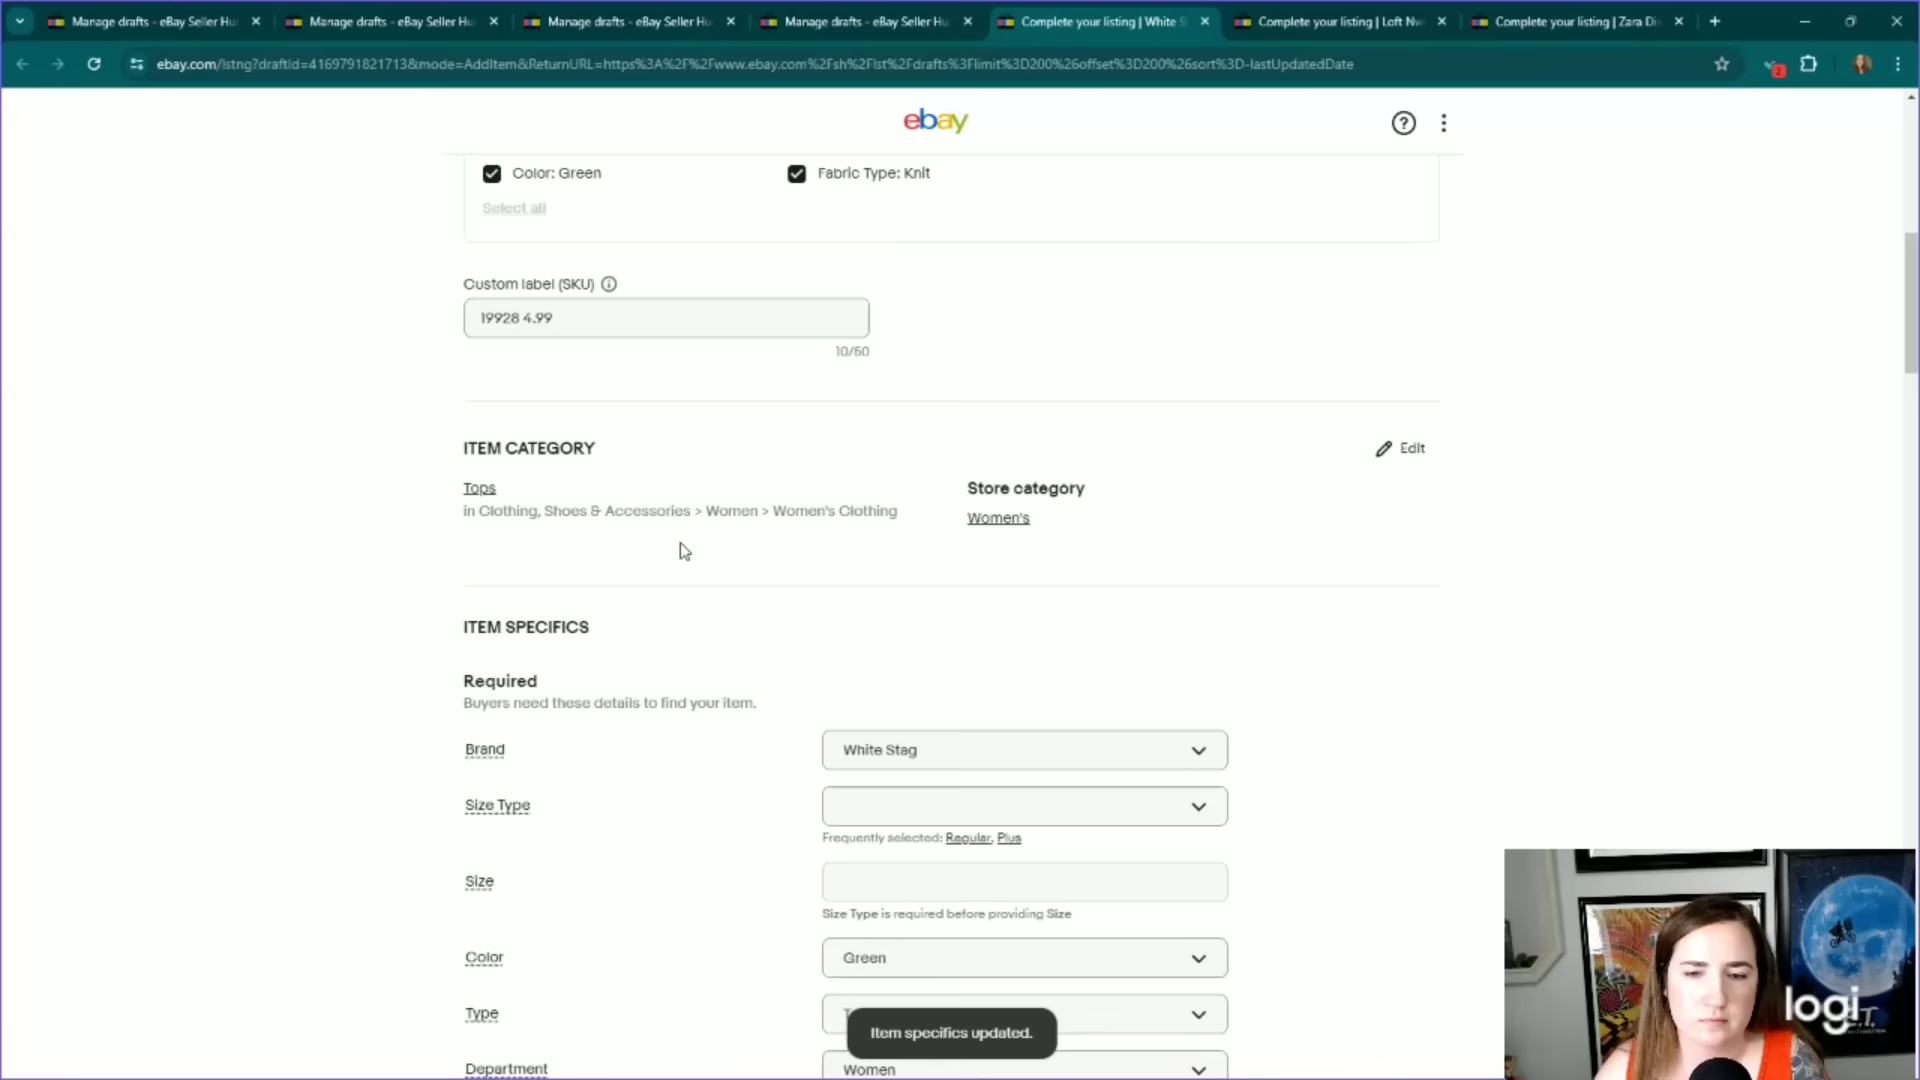 Manage drafts - eBay Seller Hu
Manage drafts - eBay Seller Hu
Manage drafts - eBay Seller Hu
Manage drafts - eBay Seller Hu
Complete your listing | White S
Complete your listing | Loft Nw
Complete your listing | Zara Di
ebay.com/lstng?draftId=4169791821713&mode=AddItem&ReturnURL=https%3A%2F%2Fwww.ebay.com%2Fsh%2Flst%2Fdrafts%3Flimit%3D200%26offset%3D200%26sort%3D-lastUpdatedDate
2
ebay
Color: Green
Fabric Type: Knit
Select all
Custom label (SKU)
19928 4.99
10/50
ITEM CATEGORY
Edit
Tops
in Clothing, Shoes & Accessories > Women > Women's Clothing
Store category
Women's
ITEM SPECIFICS
Required
Buyers need these details to find your item.
Brand
White Stag
Size Type
Frequently selected: Regular, Plus
Size
Size Type is required before providing Size
Color
Green
Type
Item specifics updated.
Department
Women
logi